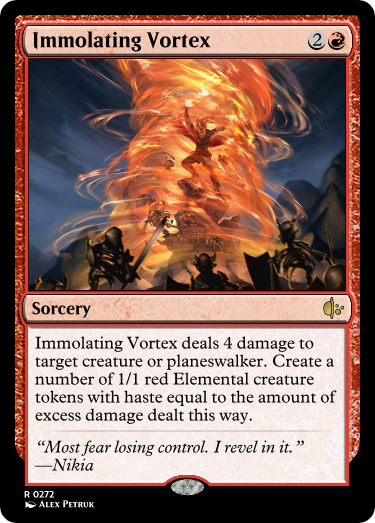 Immolating Vortex 2
Sorcery
Immolating Vortex deals 4 damage to
target creature or planeswalker. Create a
number of 1/1 red Elemental creature
tokens with haste equal to the amount of
excess damage dealt this way.
“Most fear losing control. I revel in it.”
—Nikia
R 0272
Alex Petruk